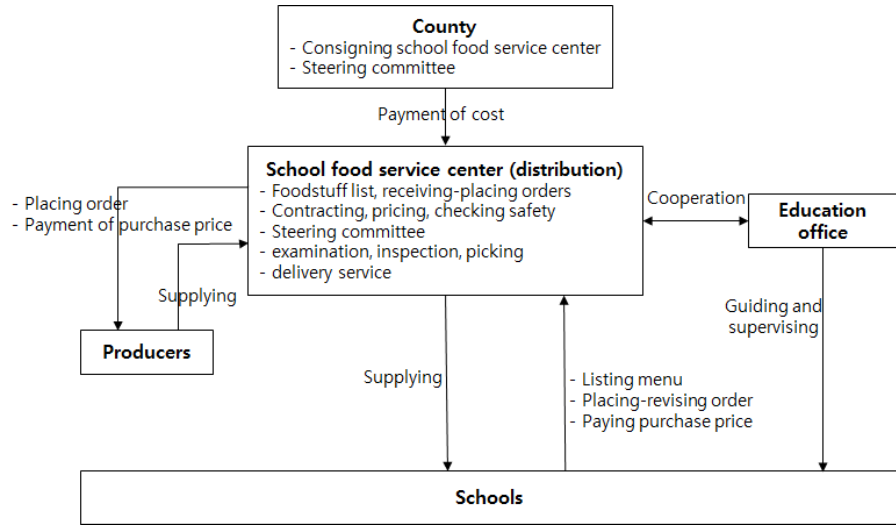 County
- Consigning school food service center
- Steering committee
Payment of cost
School food service center (distribution)
- Foodstuff list, receiving-placing orders
- Contracting, pricing, checking safety
- Steering committee
- examination, inspection, picking
- delivery service
- Placing order
- Payment of purchase price
Supplying
Producers
Cooperation
Education
office
Guiding and
supervising
Supplying
- Listing menu
- Placing-revising order
- Paying purchase price
Schools